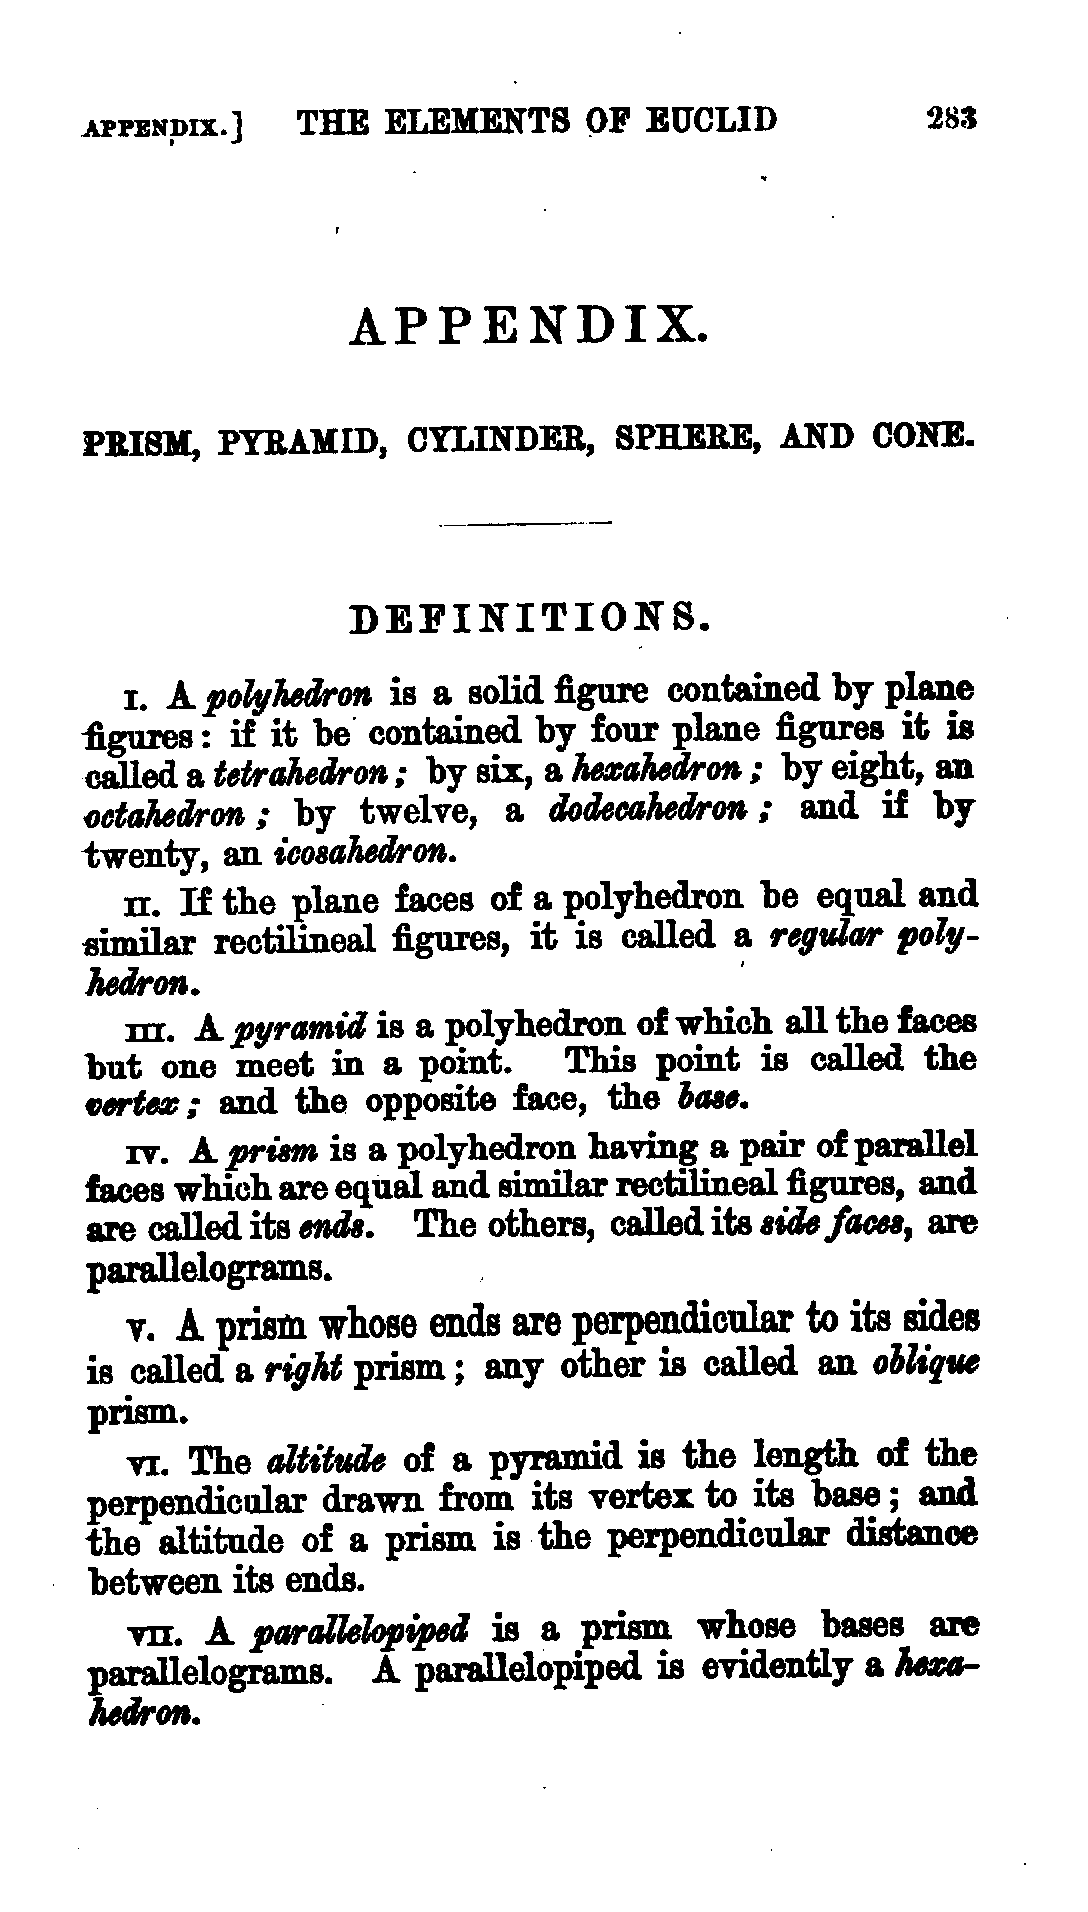 APPENDIX.] THE ELEMENTS OF EUCLID 283
APPENDIX.
PRISM, PYRAMID, CYLINDER, SPHERE, AND CONE.
DEFINITIONS.
I. A polyhedron is a solid figure contained by plane
figures: if it be contained by four plane figures it is
called a tetrahedron; by six, a hexahedron; by eight, an
octahedron; by twelve, a dodecahedron; and if by
twenty, an icosahedron.
II. If the plane faces of a polyhedron be equal and
similar rectilineal figures, it is called a regular poly-
hedron.
III. A pyramid is a polyhedron of which all the faces
but one meet in a point. This point is called the
vertex; and the opposite face, the base.
IV. A prism is a polyhedron having a pair of parallel
faces which are equal and similar rectilineal figures, and
are called its ends. The others, called its side faces, are
parallelograms.
V. A prism whose ends are perpendicular to its sides
is called a right prism; any other is called an oblique
prism.
VI. The altitude of a pyramid is the length of the
perpendicular drawn from its vertex to its base; and
the altitude of a prism is the perpendicular distance
between its ends.
VII. A parallelopiped is a prism whose bases are
parallelograms. A parallelopiped is evidently a hexa-
hedron.